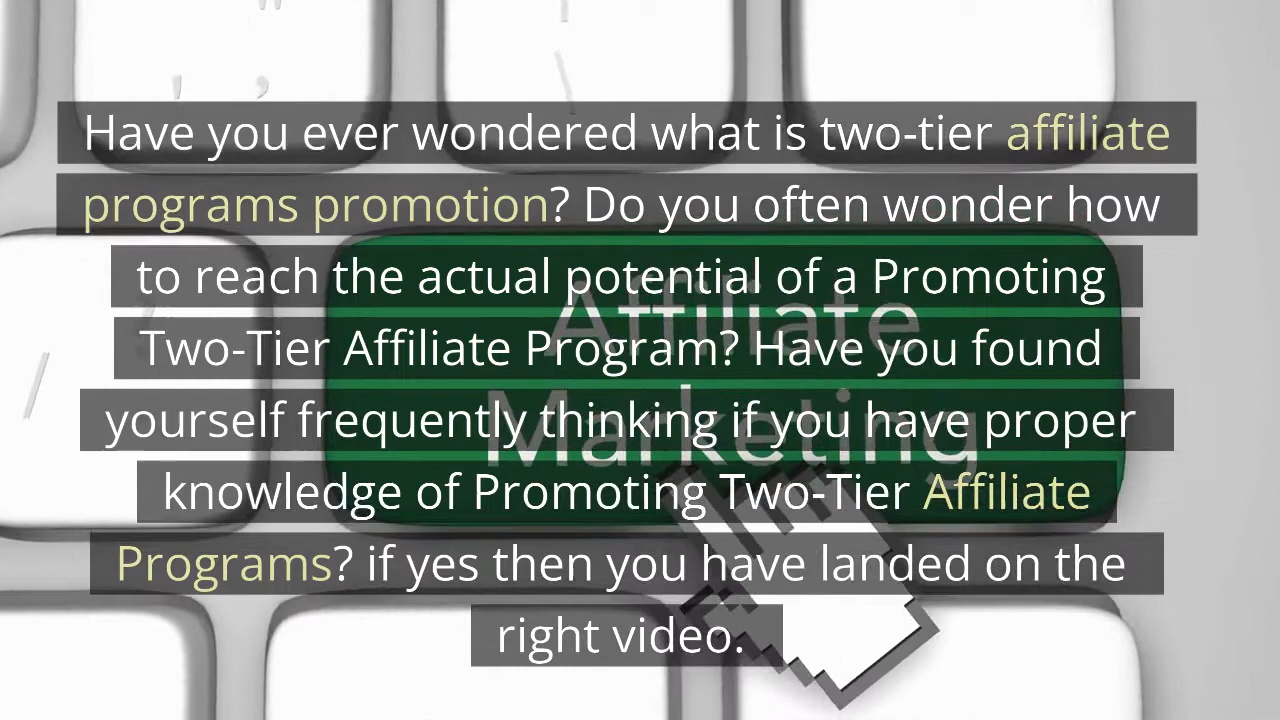 Have you ever wondered what is two-tier affiliate
programs promotion? Do you often wonder how
to reach the actual potential of a Promoting
Two-Tier Affiliate Program? Have you found
yourself frequently thinking if you have proper
knowledge of Promoting Two-Tier Affiliate
Programs? if yes then you have landed on the
right video.
Affiliate
Marketing